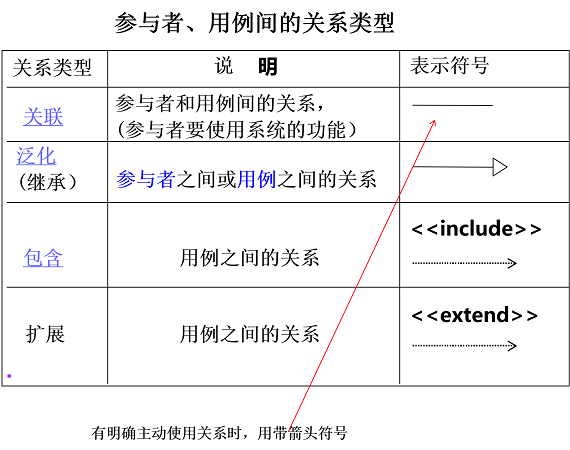 参与者、用例间的关系类型
关系类型 说 明 表示符号
关联 参与者和用例间的关系，
(参与者要使用系统的功能）
泛化
(继承） 参与者之间或用例之间的关系
<<include>>
包含 用例之间的关系
<<extend>>
扩展 用例之间的关系
有明确主动使用关系时，用带箭头符号